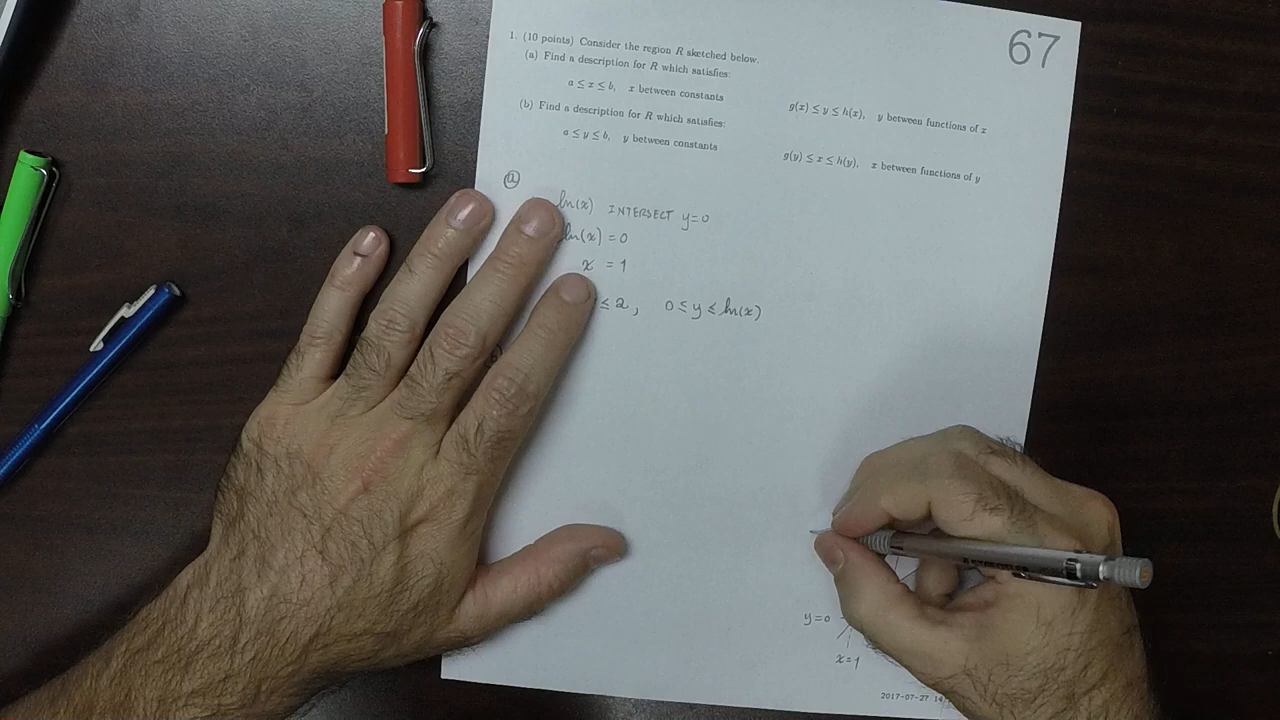 67
1. (10 points) Consider the region R sketched below.
(a) Find a description for R which satisfies:
a ≤ x ≤ b, x between constants
g(x) ≤ y ≤ h(x), y between functions of x
(b) Find a description for R which satisfies:
a ≤ y ≤ b, y between constants
g(y) ≤ x ≤ h(y), x between functions of y
(a)
ln(x) INTERSECT y=0
ln(x) = 0
x = 1
≤ 2, 0 ≤ y ≤ ln(x)
y=0
x=1
2017-07-27